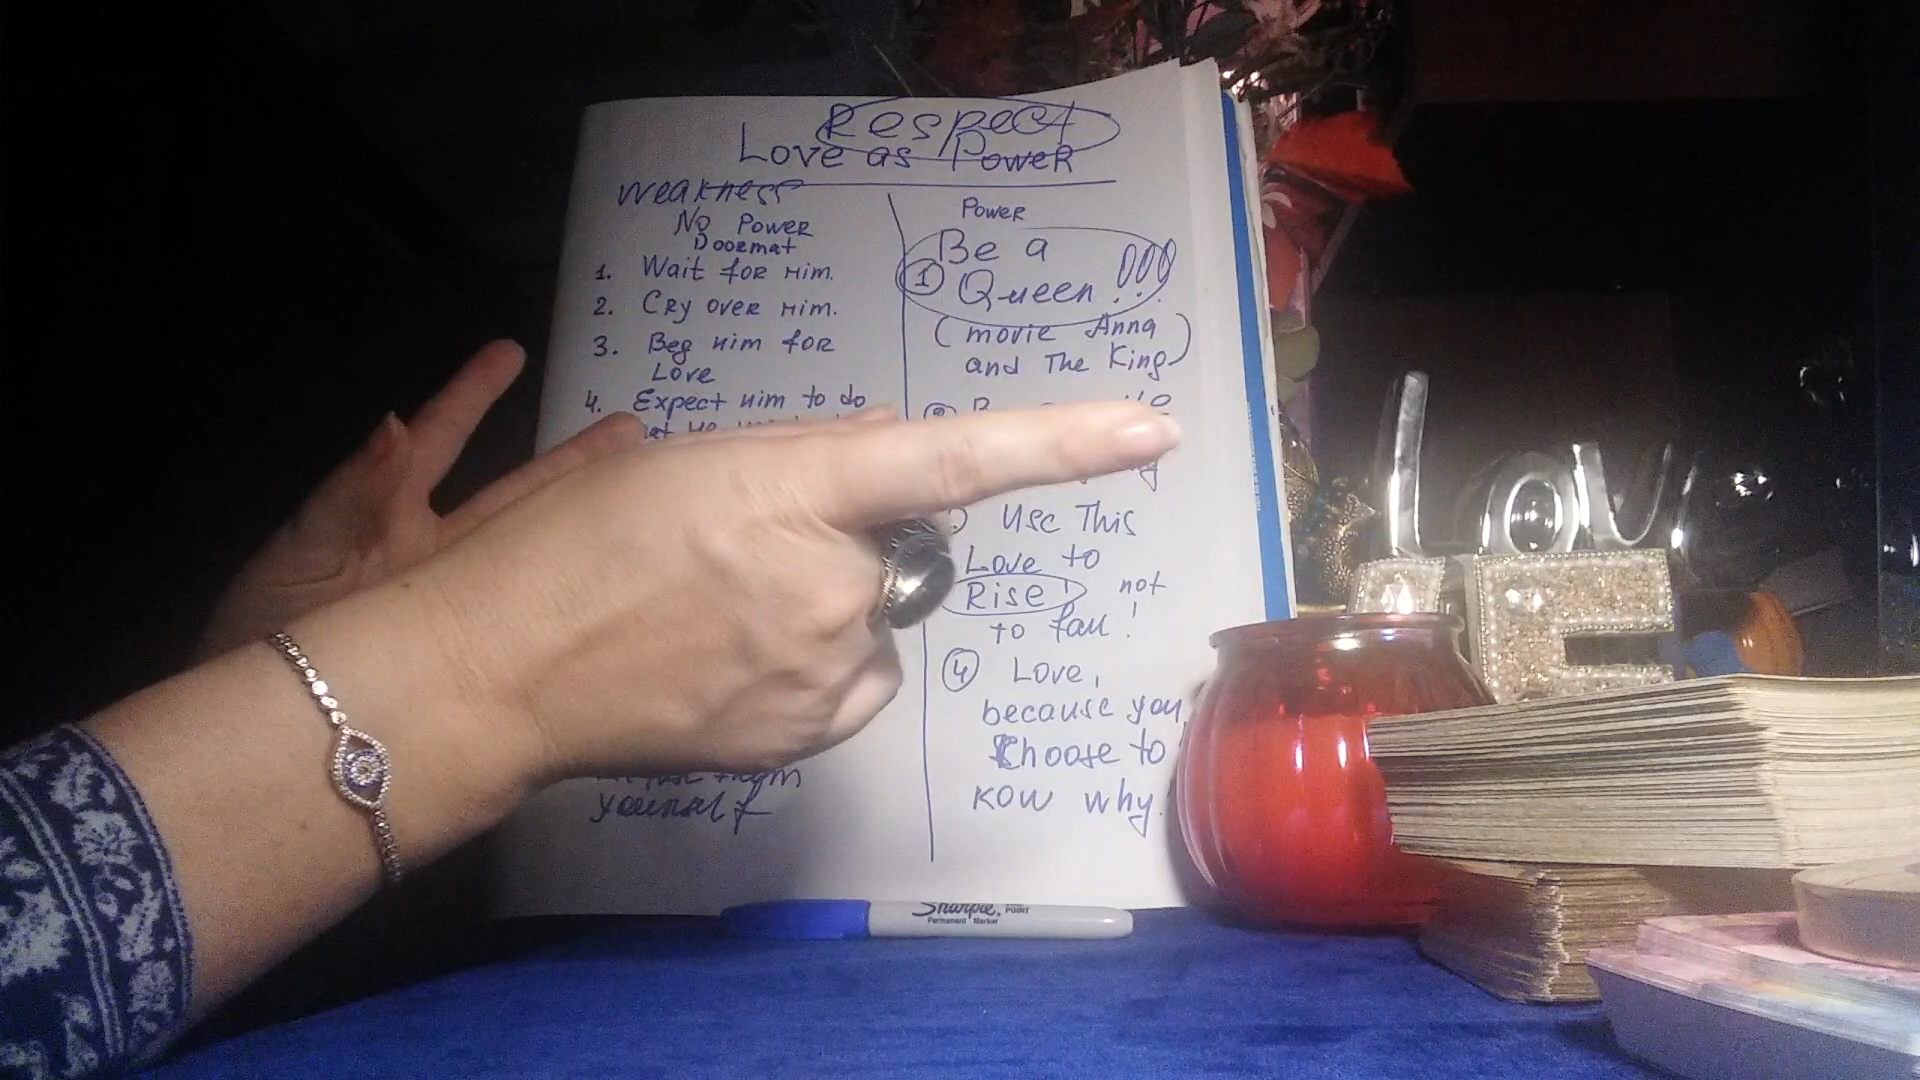 Respect
Love as Power
Weakness
No Power
Doormat
1. Wait for Him.
2. Cry over Him.
3. Beg Him for
Love
4. Expect Him to do
yourself
Power
Be a
① Queen !!!
(movie Anna
and The King)
Use This
Love to
Rise! not
to fall!
④ Love,
because you
Choose to
kow why.
Sharpie.
POINT
Permanent Marker
Lov
E